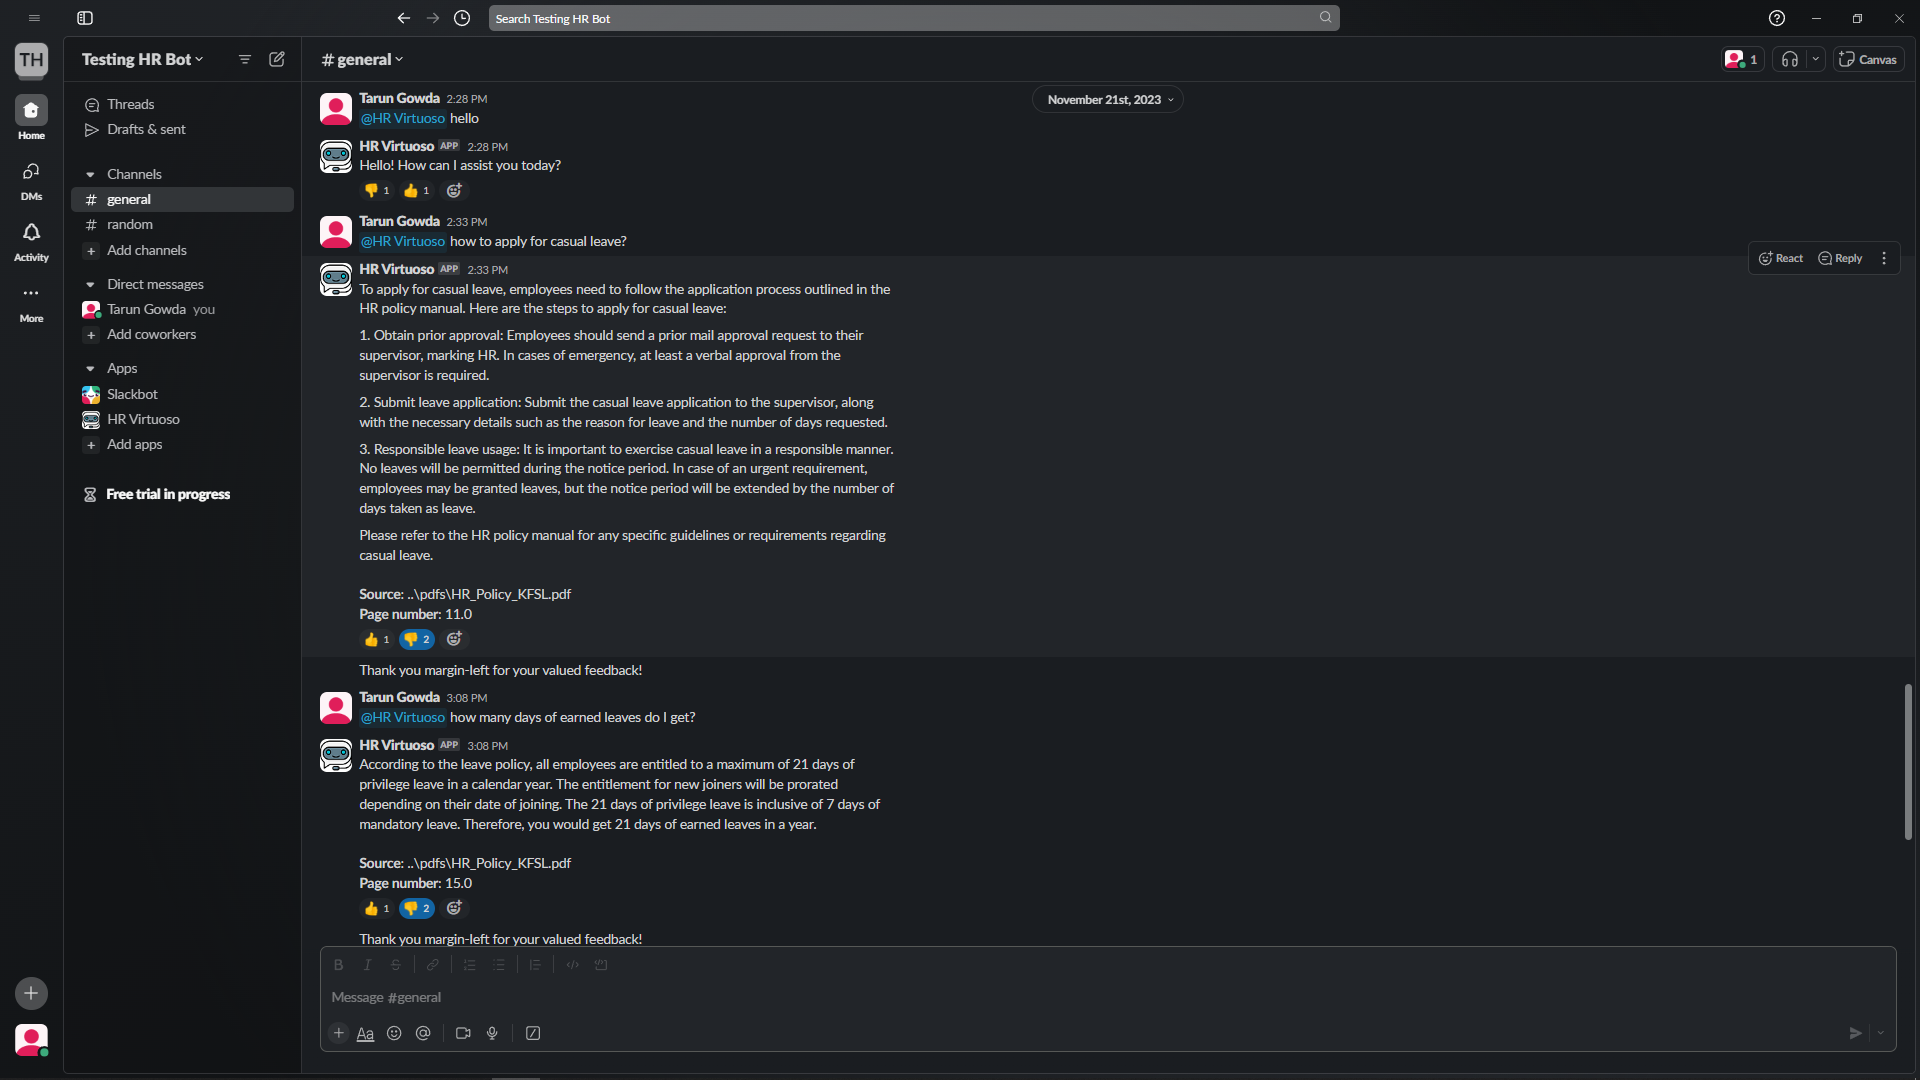 Search Testing HR Bot
TH
Home
DMs
Activity
More
Testing HR Bot
Threads
Drafts & sent
Channels
# general
# random
+ Add channels
Direct messages
Tarun Gowda you
+ Add coworkers
Apps
Slackbot
HR Virtuoso
+ Add apps
Free trial in progress
# general
1
Canvas
November 21st, 2023
Tarun Gowda 2:28 PM
@HR Virtuoso hello
HR Virtuoso APP 2:28 PM
Hello! How can I assist you today?
👎 1 👍 1
Tarun Gowda 2:33 PM
@HR Virtuoso how to apply for casual leave?
React Reply
HR Virtuoso APP 2:33 PM
To apply for casual leave, employees need to follow the application process outlined in the
HR policy manual. Here are the steps to apply for casual leave:
1. Obtain prior approval: Employees should send a prior mail approval request to their
supervisor, marking HR. In cases of emergency, at least a verbal approval from the
supervisor is required.
2. Submit leave application: Submit the casual leave application to the supervisor, along
with the necessary details such as the reason for leave and the number of days requested.
3. Responsible leave usage: It is important to exercise casual leave in a responsible manner.
No leaves will be permitted during the notice period. In case of an urgent requirement,
employees may be granted leaves, but the notice period will be extended by the number of
days taken as leave.
Please refer to the HR policy manual for any specific guidelines or requirements regarding
casual leave.
Source: ..\pdfs\HR_Policy_KFSL.pdf
Page number: 11.0
👍 1 👎 2
Thank you margin-left for your valued feedback!
Tarun Gowda 3:08 PM
@HR Virtuoso how many days of earned leaves do I get?
HR Virtuoso APP 3:08 PM
According to the leave policy, all employees are entitled to a maximum of 21 days of
privilege leave in a calendar year. The entitlement for new joiners will be prorated
depending on their date of joining. The 21 days of privilege leave is inclusive of 7 days of
mandatory leave. Therefore, you would get 21 days of earned leaves in a year.
Source: ..\pdfs\HR_Policy_KFSL.pdf
Page number: 15.0
👍 1 👎 2
Thank you margin-left for your valued feedback!
B I S
Message #general
+ Aa